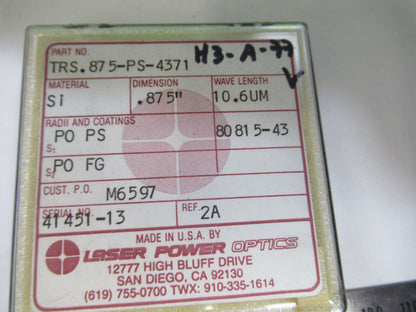 PART NO.
H3-A-77
TRS.875-PS-4371
V
MATERIAL DIMENSION WAVE LENGTH
Si .875" 10.6UM
RADII AND COATINGS
PO PS 80815-43
S1
PO FG
S2
CUST. P.O. M6597
SERIAL NO. REF.
41451-13 2A
MADE IN U.S.A. BY
LASER POWER OPTICS
12777 HIGH BLUFF DRIVE
SAN DIEGO, CA 92130
(619) 755-0700 TWX: 910-335-1614